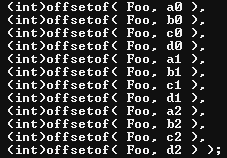 (int)offsetof( Foo, a0 ),
(int)offsetof( Foo, b0 ),
(int)offsetof( Foo, c0 ),
(int)offsetof( Foo, d0 ),
(int)offsetof( Foo, a1 ),
(int)offsetof( Foo, b1 ),
(int)offsetof( Foo, c1 ),
(int)offsetof( Foo, d1 ),
(int)offsetof( Foo, a2 ),
(int)offsetof( Foo, b2 ),
(int)offsetof( Foo, c2 ),
(int)offsetof( Foo, d2 ) );